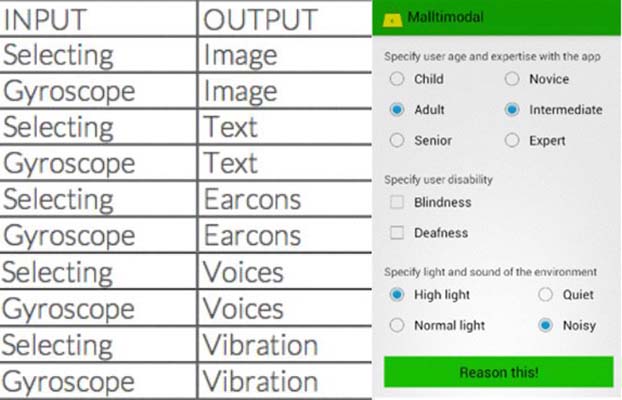 INPUT OUTPUT
Selecting Image
Gyroscope Image
Selecting Text
Gyroscope Text
Selecting Earcons
Gyroscope Earcons
Selecting Voices
Gyroscope Voices
Selecting Vibration
Gyroscope Vibration
Malltimodal
Specify user age and expertise with the app
Child Novice
Adult Intermediate
Senior Expert
Specify user disability
Blindness
Deafness
Specify light and sound of the environment
High light Quiet
Normal light Noisy
Reason this!